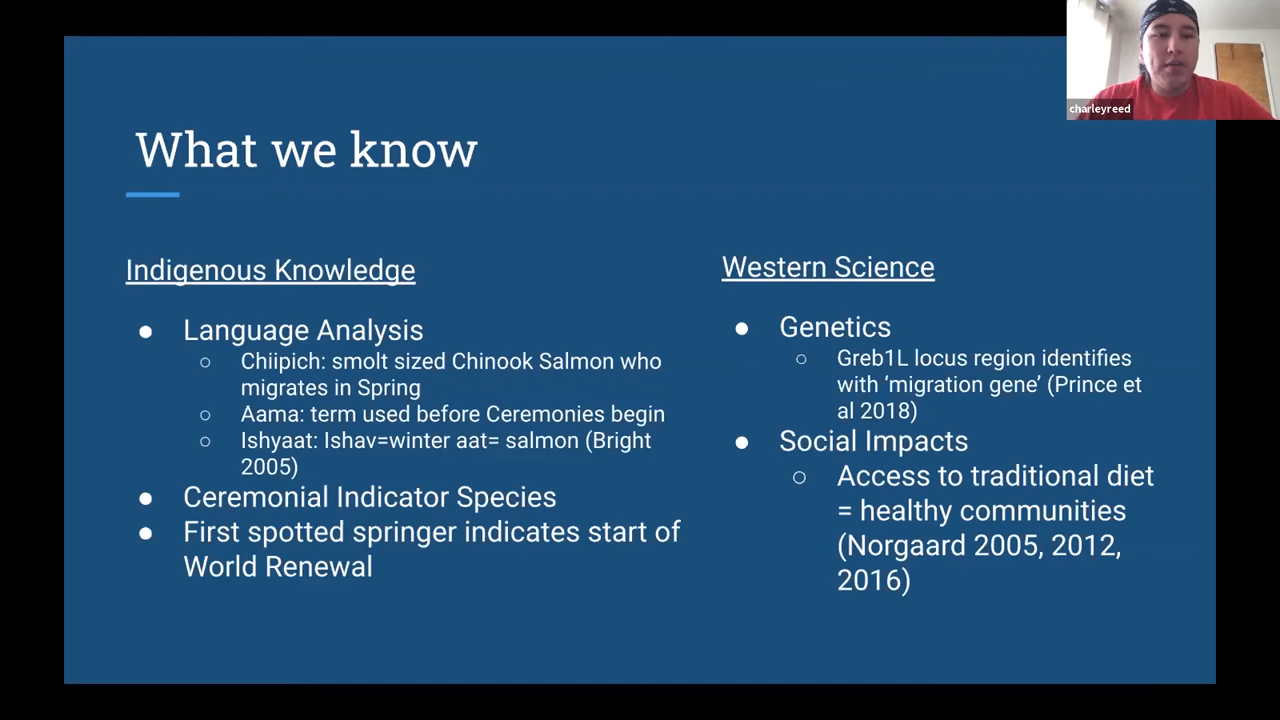 charleyreed
What we know
Indigenous Knowledge
● Language Analysis
○ Chiipich: smolt sized Chinook Salmon who
migrates in Spring
○ Aama: term used before Ceremonies begin
○ Ishyaat: Ishav=winter aat= salmon (Bright
2005)
● Ceremonial Indicator Species
● First spotted springer indicates start of
World Renewal
Western Science
● Genetics
○ Greb1L locus region identifies
with ‘migration gene’ (Prince et
al 2018)
● Social Impacts
○ Access to traditional diet
= healthy communities
(Norgaard 2005, 2012,
2016)